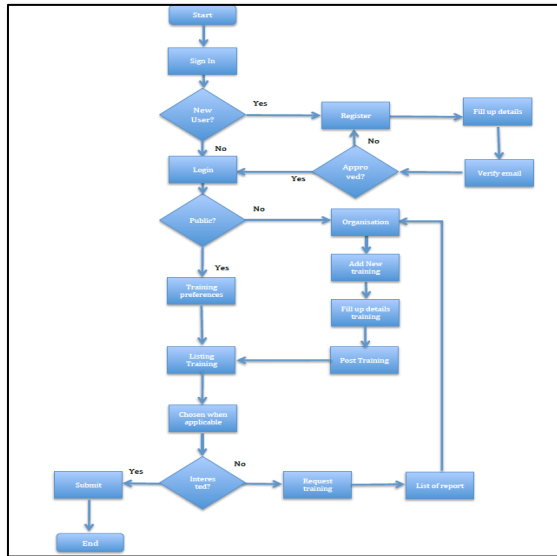 Start
Sign In
New
User?
Yes
Register
Fill up details
No
No
Login
Yes
Appro
ved?
Verify email
Public?
No
Organisation
Yes
Add New
training
Training
preferences
Fill up details
training
Listing
Training
Post Training
Chosen when
applicable
Yes
No
Interes
ted?
Submit
Request
training
List of report
End